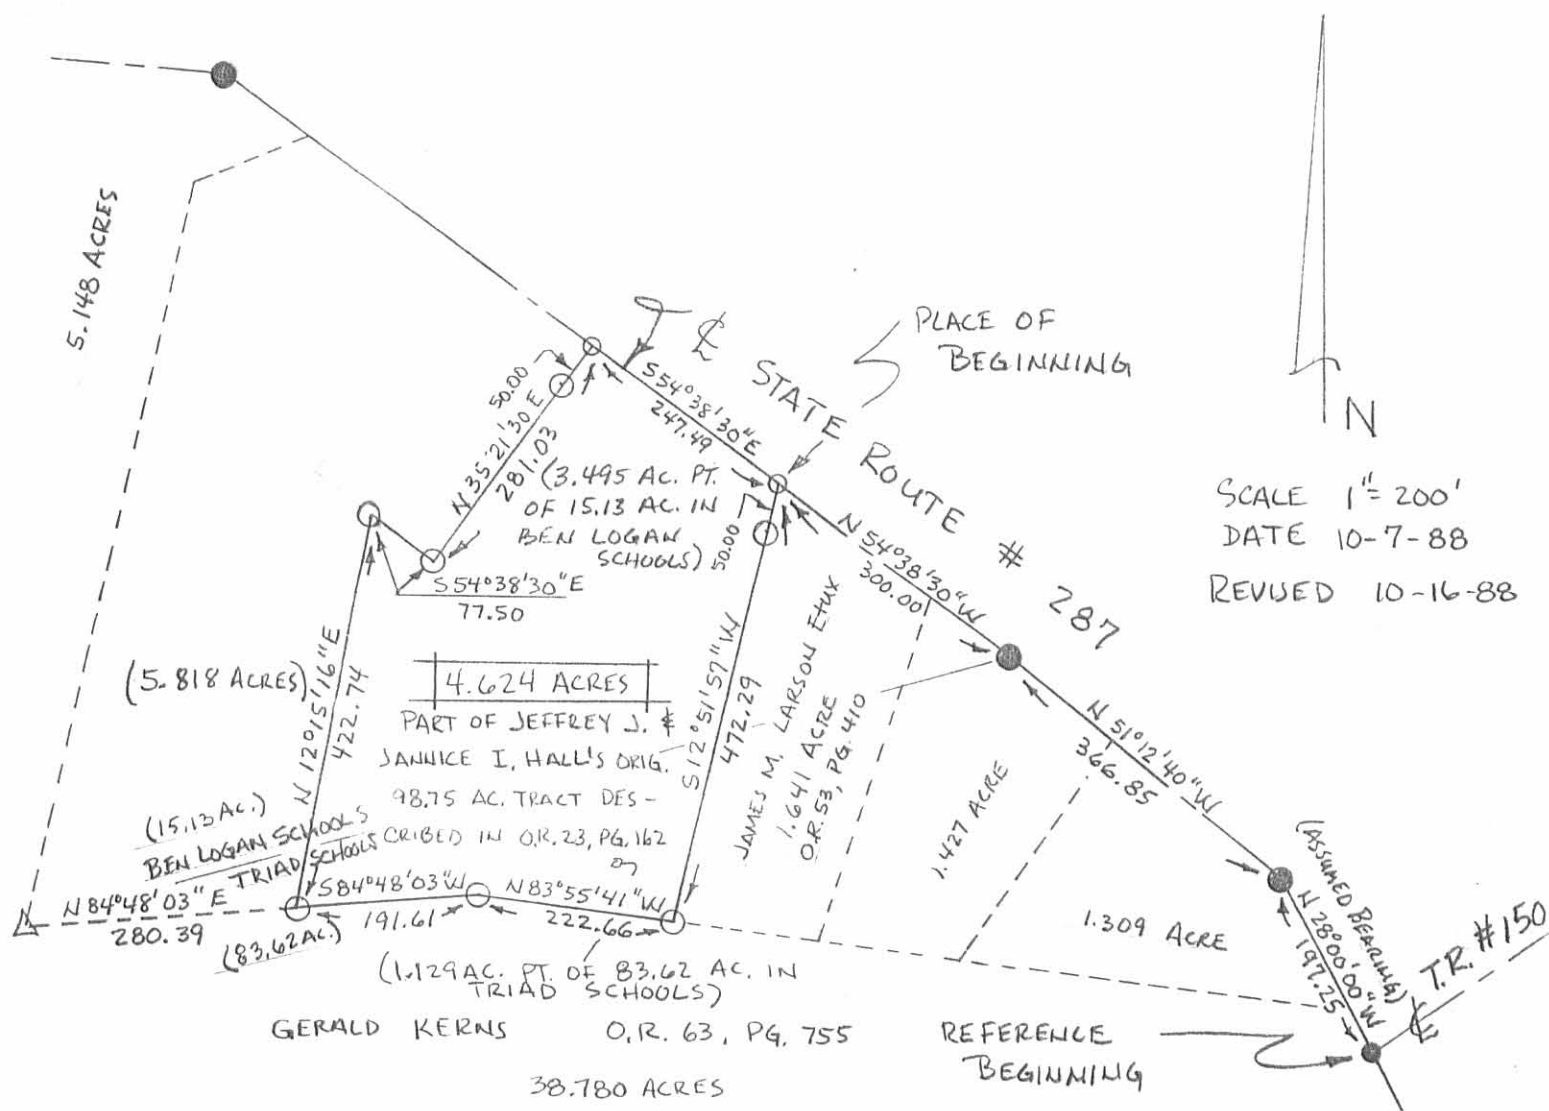 5.148 ACRES
PLACE OF
BEGINNING
℄ STATE ROUTE # 287
N
SCALE 1"= 200'
DATE 10-7-88
REVISED 10-16-88
50.00
N 35°21'30 E
281.03
S54°38'30"E
247.49
(3.495 AC. PT.
OF 15.13 AC. IN
BEN LOGAN
SCHOOLS)
50.00
N 54°38'30"W
300.00
S54°38'30"E
77.50
(5.818 ACRES)
N 12°15'16"E
422.74
4.624 ACRES
PART OF JEFFREY J. &
JANNICE I. HALL'S ORIG.
98.75 AC. TRACT DES-
CRIBED IN O.R. 23, PG. 162
S12°51'57"W
472.29
JAMES M. LARSON Etux
1.641 ACRE
O.R. 53, PG. 410
N 51°12'40"W
366.85
1.427 ACRE
1.309 ACRE
(15.13 AC.)
BEN LOGAN SCHOOLS
TRIAD SCHOOLS
N 84°48'03" E
280.39
(83.62 AC.)
S84°48'03"W
191.61
N83°55'41"W
222.66
(1.129 AC. PT. OF 83.62 AC. IN
TRIAD SCHOOLS)
GERALD KERNS O.R. 63, PG. 755
38.780 ACRES
(ASSUMED BEARING)
N 28°00'00"W
197.25
℄ T.R. #150
REFERENCE
BEGINNING